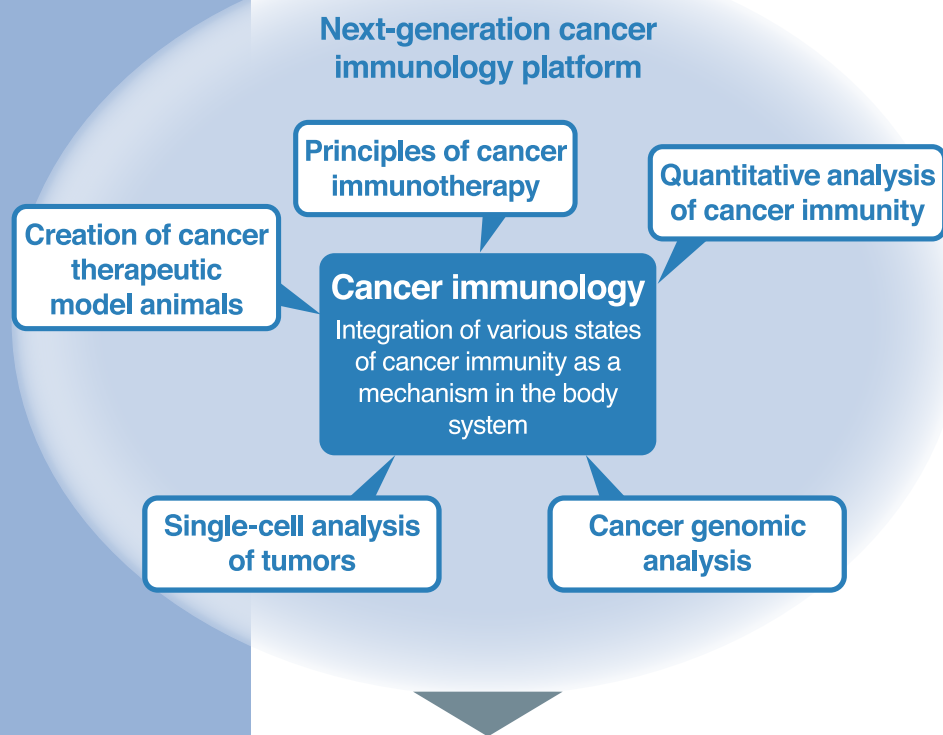 Next-generation cancer
immunology platform
Principles of cancer
immunotherapy
Quantitative analysis
of cancer immunity
Creation of cancer
therapeutic
model animals
Cancer immunology
Integration of various states
of cancer immunity as a
mechanism in the body
system
Single-cell analysis
of tumors
Cancer genomic
analysis